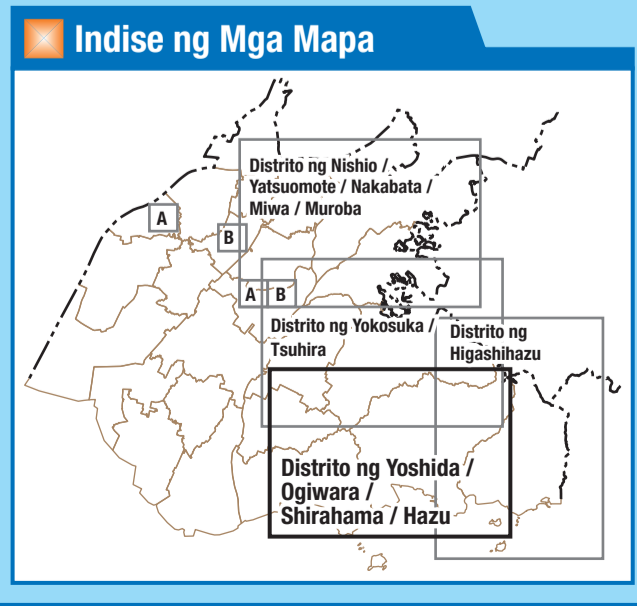 Indise ng Mga Mapa
Distrito ng Nishio /
Yatsuomote / Nakabata /
Miwa / Muroba
A
B
A B
Distrito ng Yokosuka /
Tsuhira
Distrito ng
Higashihazu
Distrito ng Yoshida /
Ogiwara /
Shirahama / Hazu